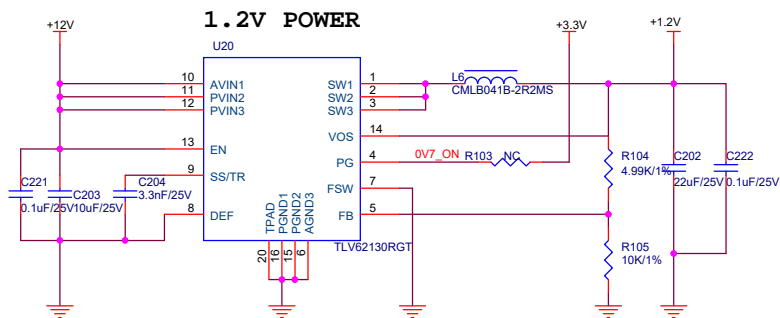 1.2V POWER
+12V
+3.3V
+1.2V
U20
10 AVIN1 SW1 1
11 PVIN2 SW2 2
12 PVIN3 SW3 3
L6
CMLB041B-2R2MS
VOS 14
13 EN
PG 4 0V7_ON R103 NC
9 SS/TR
FSW 7
8 DEF
FB 5
C221
0.1uF/25V
C203
10uF/25V
C204
3.3nF/25V
R104
4.99K/1%
C202
22uF/25V
C222
0.1uF/25V
TPAD
PGND1
PGND2
AGND3
20
16
15
6
TLV62130RGT
R105
10K/1%